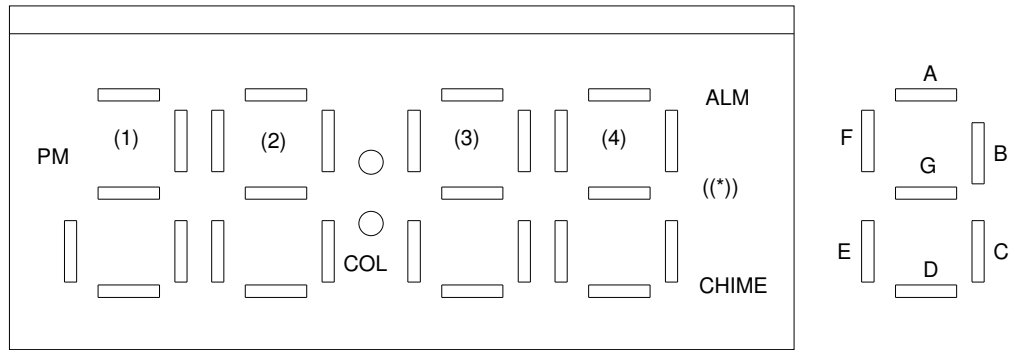 A
ALM
(1) (2) (3) (4)
F
B
PM
G
((*))
E
C
COL
D
CHIME